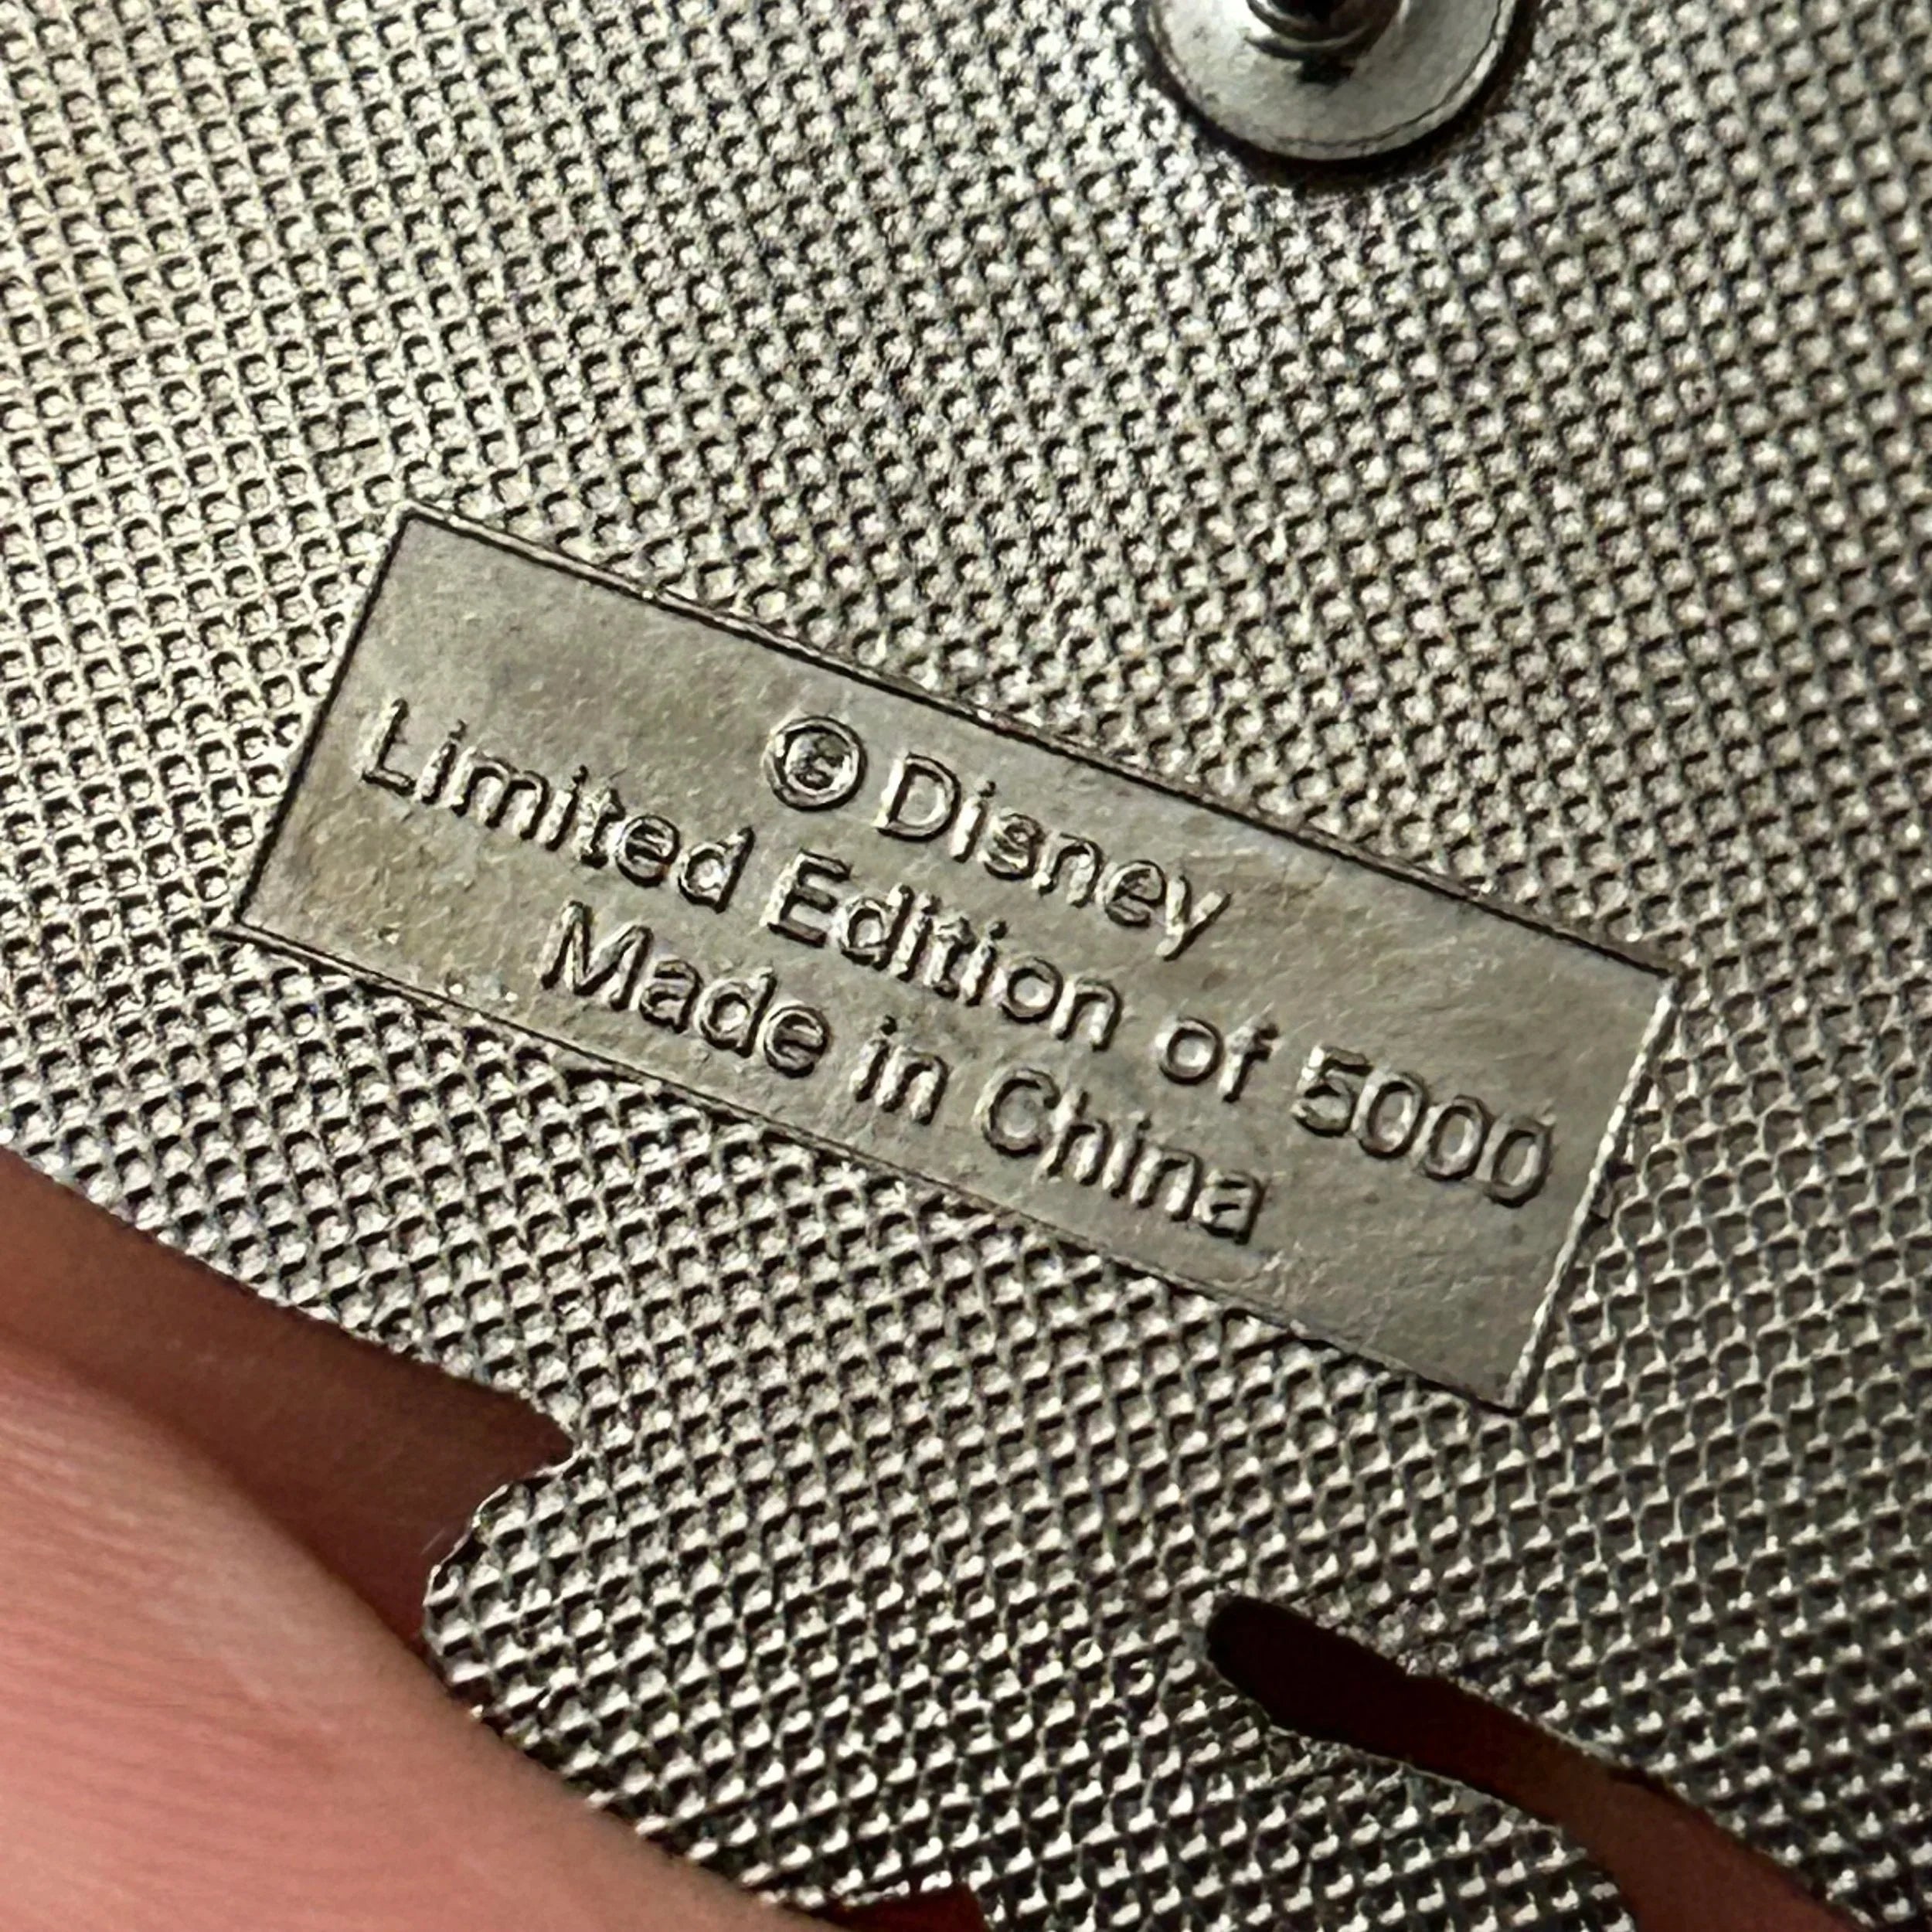 © Disney
Limited Edition of 5000
Made in China